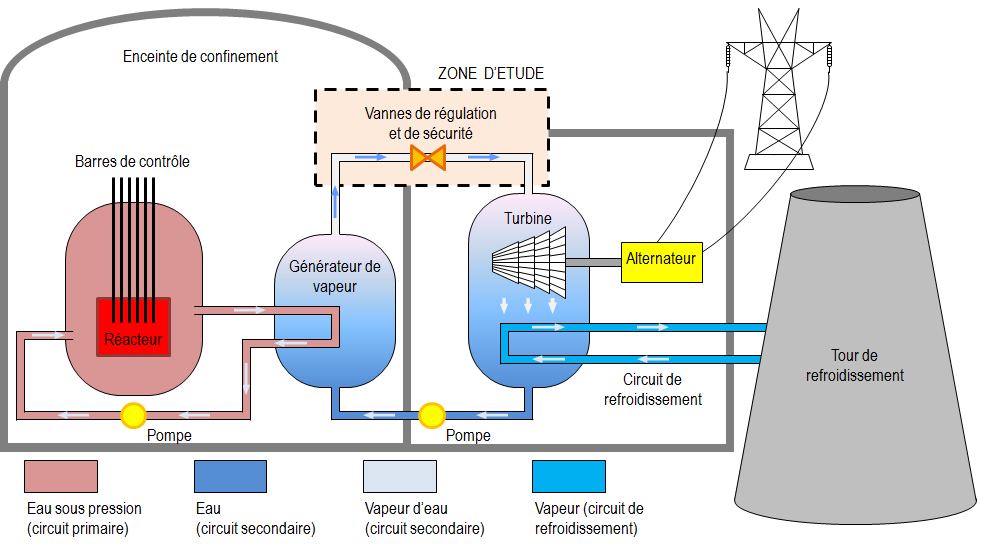 Enceinte de confinement
ZONE D'ETUDE
Vannes de régulation
et de sécurité
Barres de contrôle
Turbine
Générateur de
vapeur
Alternateur
Réacteur
Tour de
refroidissement
Circuit de
refroidissement
Pompe
Pompe
Eau sous pression
(circuit primaire)
Eau
(circuit secondaire)
Vapeur d'eau
(circuit secondaire)
Vapeur (circuit de
refroidissement)